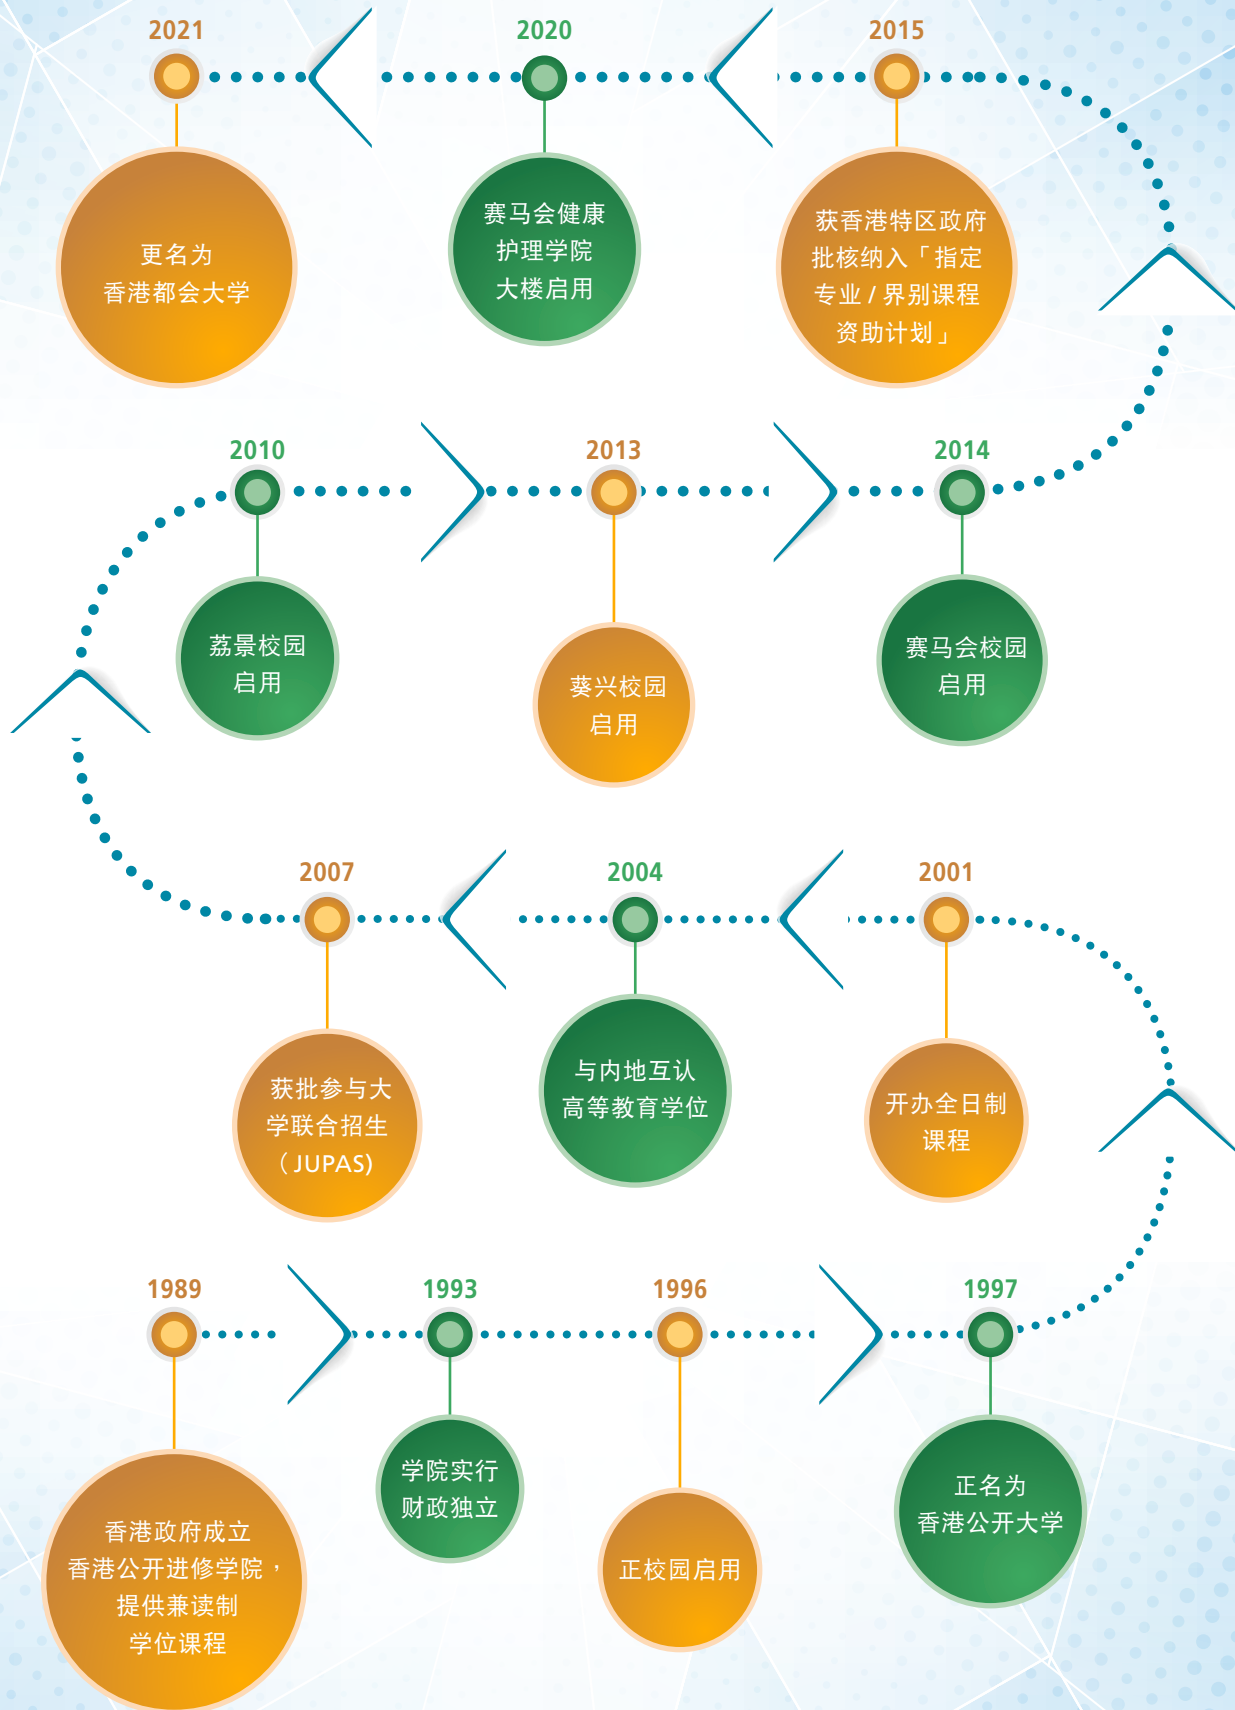 2021
更名为
香港都会大学
2020
赛马会健康
护理学院
大楼启用
2015
获香港特区政府
批核纳入「指定
专业 / 界别课程
资助计划」
2010
荔景校园
启用
2013
葵兴校园
启用
2014
赛马会校园
启用
2007
获批参与大
学联合招生
（JUPAS)
2004
与内地互认
高等教育学位
2001
开办全日制
课程
1989
香港政府成立
香港公开进修学院，
提供兼读制
学位课程
1993
学院实行
财政独立
1996
正校园启用
1997
正名为
香港公开大学